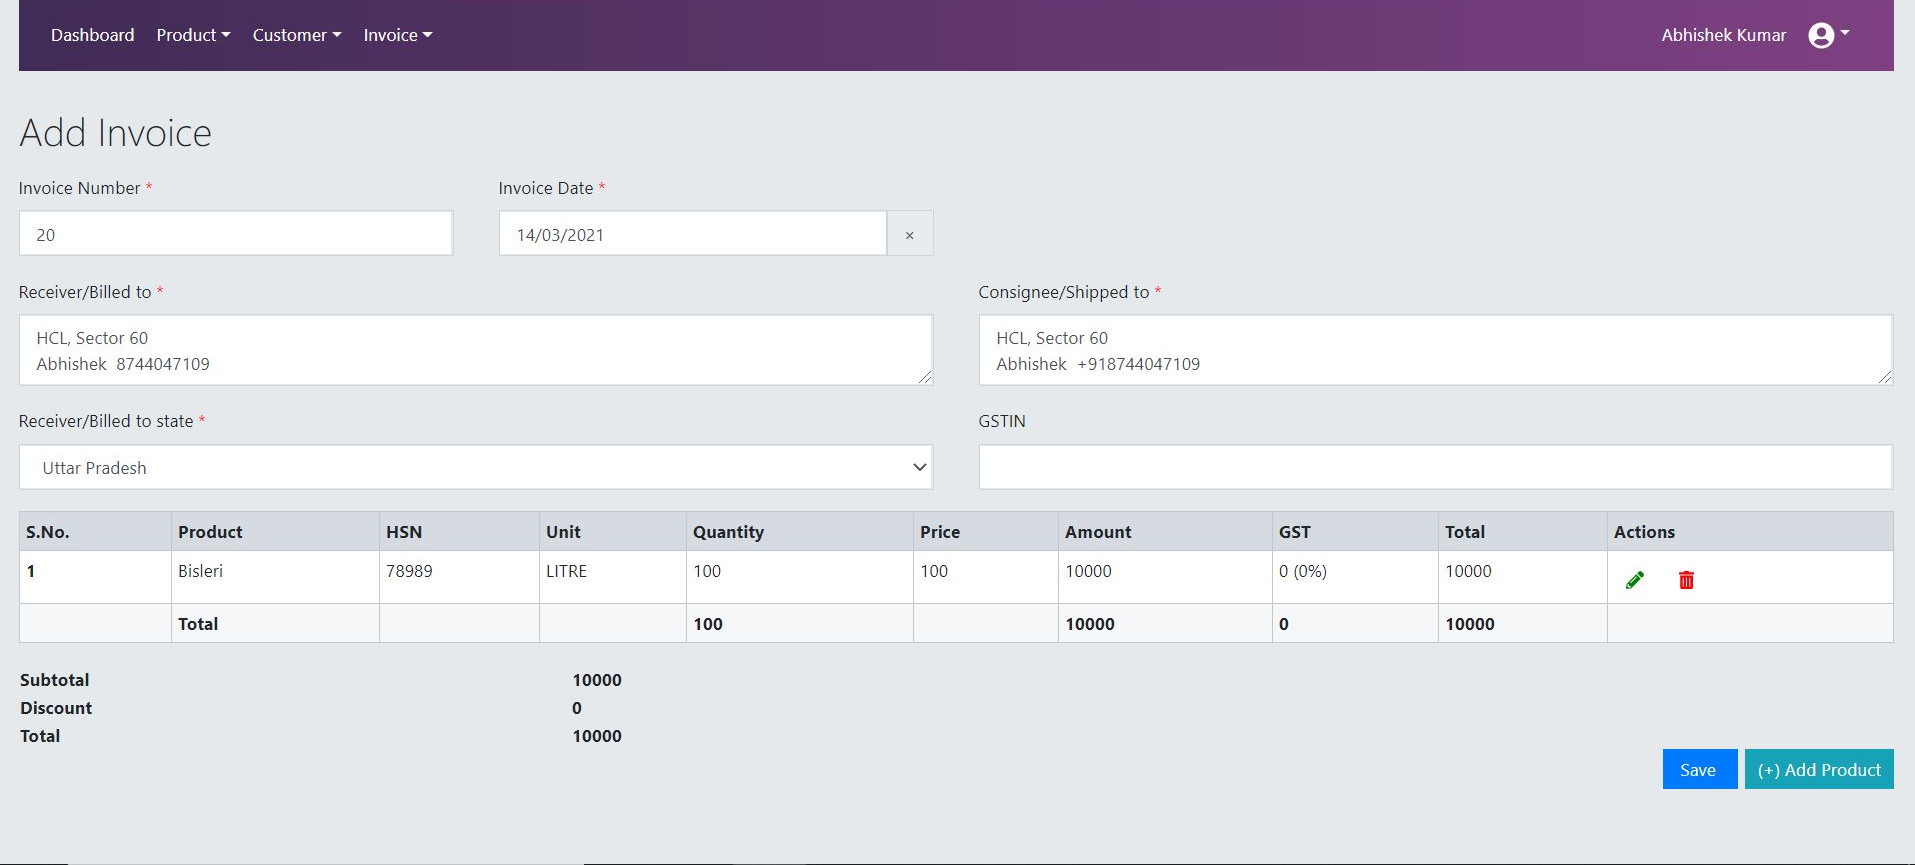 Dashboard Product Customer Invoice Abhishek Kumar
Add Invoice
Invoice Number * Invoice Date *
20 14/03/2021 ×
Receiver/Billed to * Consignee/Shipped to *
HCL, Sector 60 HCL, Sector 60
Abhishek 8744047109 Abhishek +918744047109
Receiver/Billed to state * GSTIN
Uttar Pradesh
S.No. Product HSN Unit Quantity Price Amount GST Total Actions
1 Bisleri 78989 LITRE 100 100 10000 0 (0%) 10000
Total 100 10000 0 10000
Subtotal 10000
Discount 0
Total 10000
Save (+) Add Product